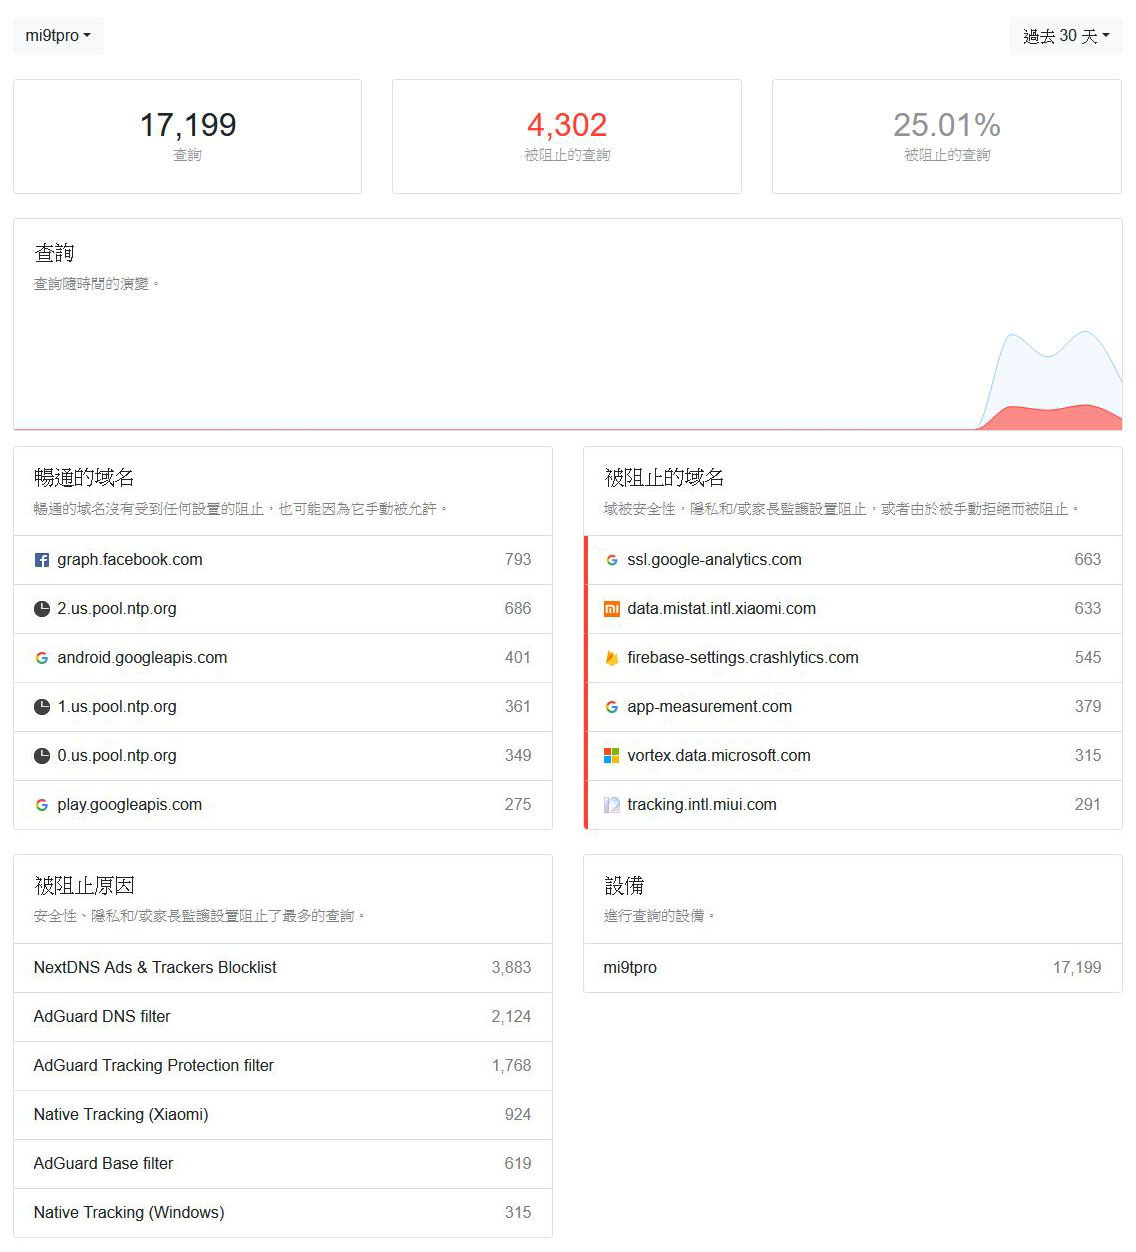 mi9tpro
過去 30 天
17,199
查詢
4,302
被阻止的查詢
25.01%
被阻止的查詢
查詢
查詢隨時間的演變。
暢通的域名
暢通的域名沒有受到任何設置的阻止，也可能因為它手動被允許。
graph.facebook.com 793
2.us.pool.ntp.org 686
android.googleapis.com 401
1.us.pool.ntp.org 361
0.us.pool.ntp.org 349
play.googleapis.com 275
被阻止的域名
域被安全性，隱私和/或家長監護設置阻止，或者由於被手動拒絕而被阻止。
ssl.google-analytics.com 663
data.mistat.intl.xiaomi.com 633
firebase-settings.crashlytics.com 545
app-measurement.com 379
vortex.data.microsoft.com 315
tracking.intl.miui.com 291
被阻止原因
安全性、隱私和/或家長監護設置阻止了最多的查詢。
NextDNS Ads & Trackers Blocklist 3,883
AdGuard DNS filter 2,124
AdGuard Tracking Protection filter 1,768
Native Tracking (Xiaomi) 924
AdGuard Base filter 619
Native Tracking (Windows) 315
設備
進行查詢的設備。
mi9tpro 17,199